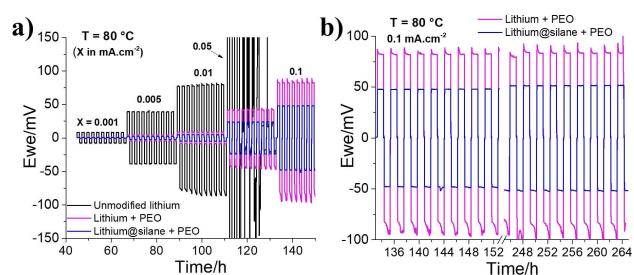 a)
T = 80 °C
(X in mA.cm-2)
0.05
0.01
0.005
0.1
X = 0.001
Ewe/mV
150
100
50
0
-50
-100
-150
Unmodified lithium
Lithium + PEO
Lithium@silane + PEO
40 60 80 100 120 140
Time/h
b)
T = 80 °C
0.1 mA.cm-2
Lithium + PEO
Lithium@silane + PEO
Ewe/mV
100
50
0
-50
-100
136 140 144 148 152 248 252 256 260 264
Time/h